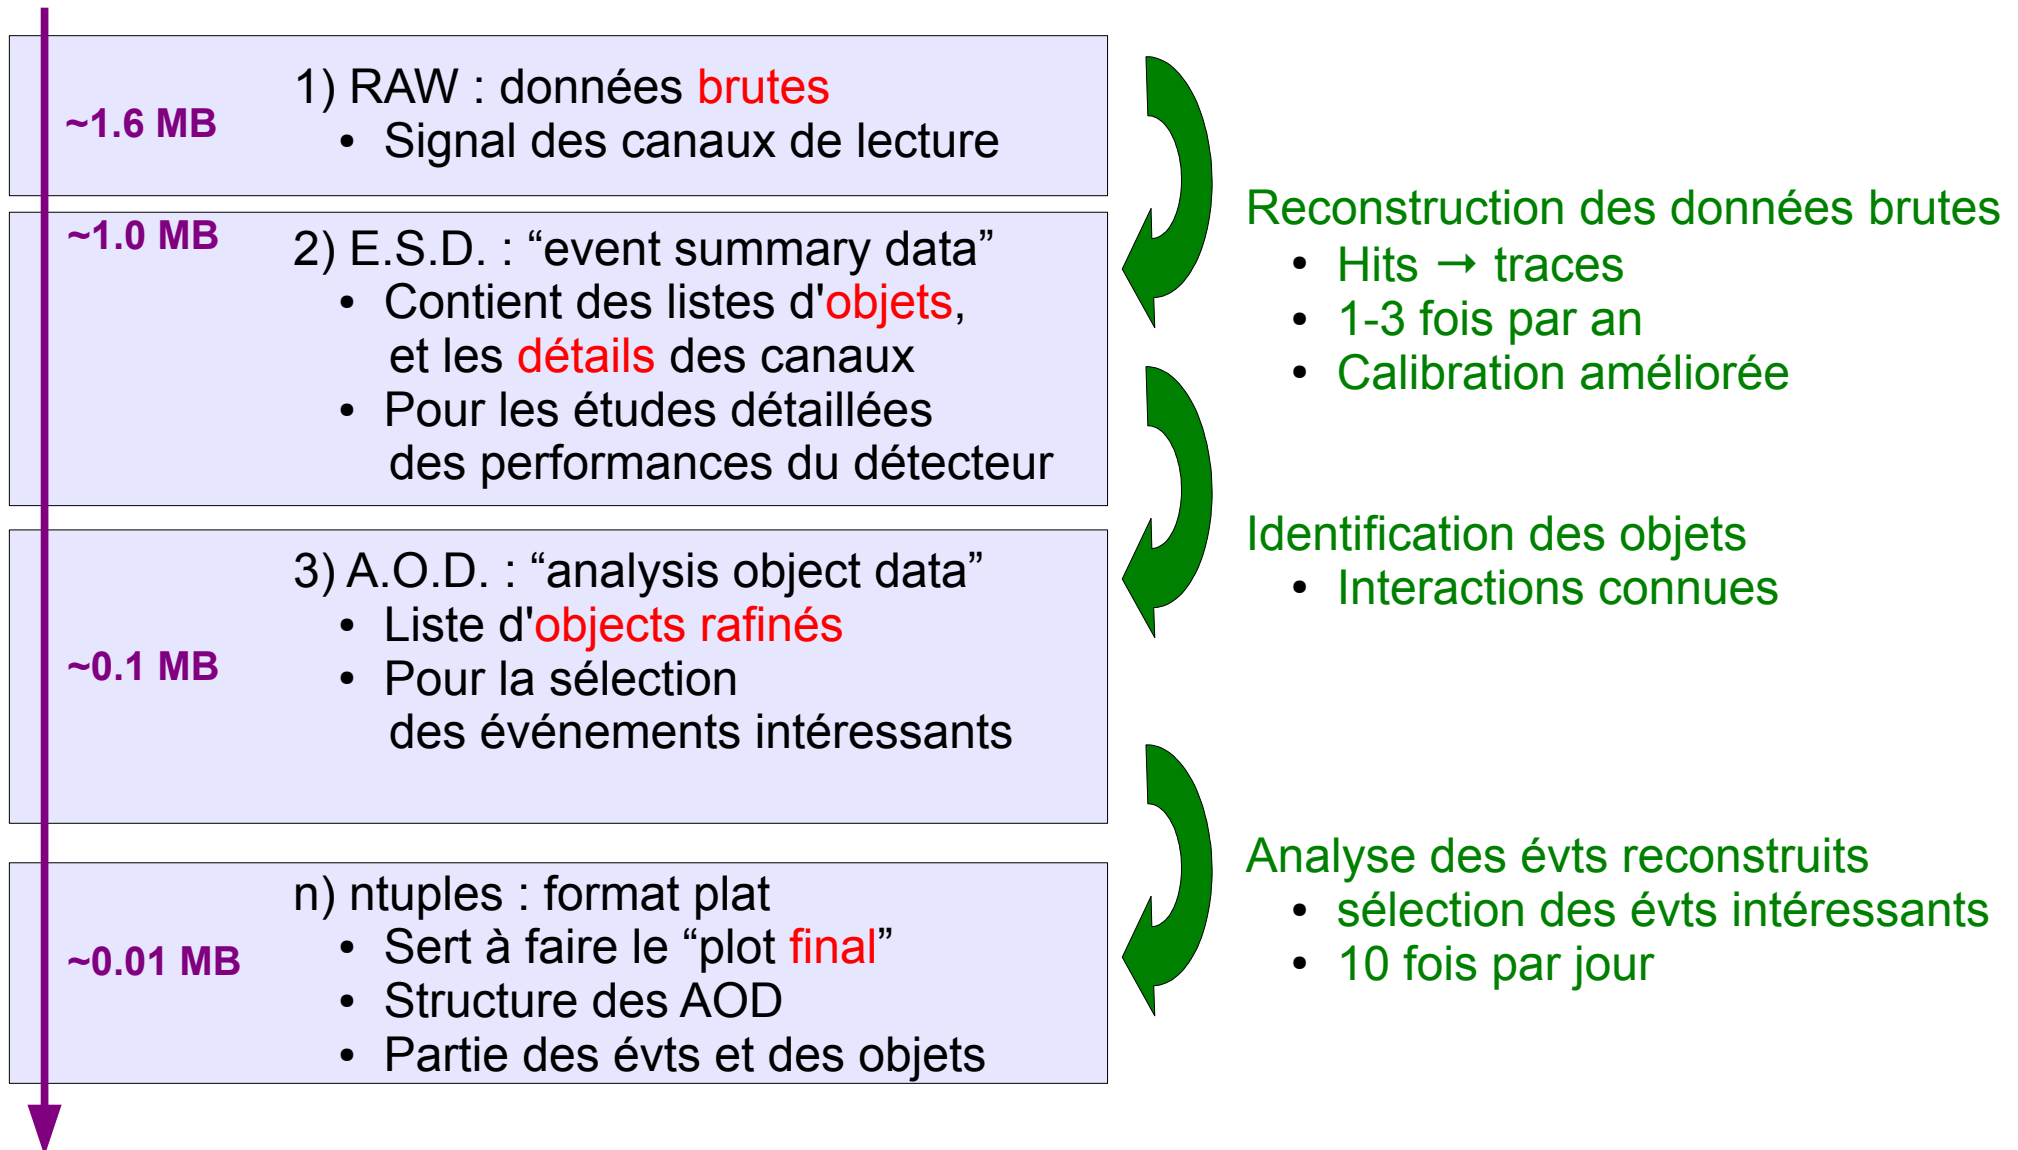 ~1.6 MB
1) RAW : données brutes
• Signal des canaux de lecture
~1.0 MB
2) E.S.D. : “event summary data”
• Contient des listes d'objets,
et les détails des canaux
• Pour les études détaillées
des performances du détecteur
Reconstruction des données brutes
• Hits → traces
• 1-3 fois par an
• Calibration améliorée
~0.1 MB
3) A.O.D. : “analysis object data”
• Liste d'objects rafinés
• Pour la sélection
des événements intéressants
Identification des objets
• Interactions connues
~0.01 MB
n) ntuples : format plat
• Sert à faire le “plot final”
• Structure des AOD
• Partie des évts et des objets
Analyse des évts reconstruits
• sélection des évts intéressants
• 10 fois par jour